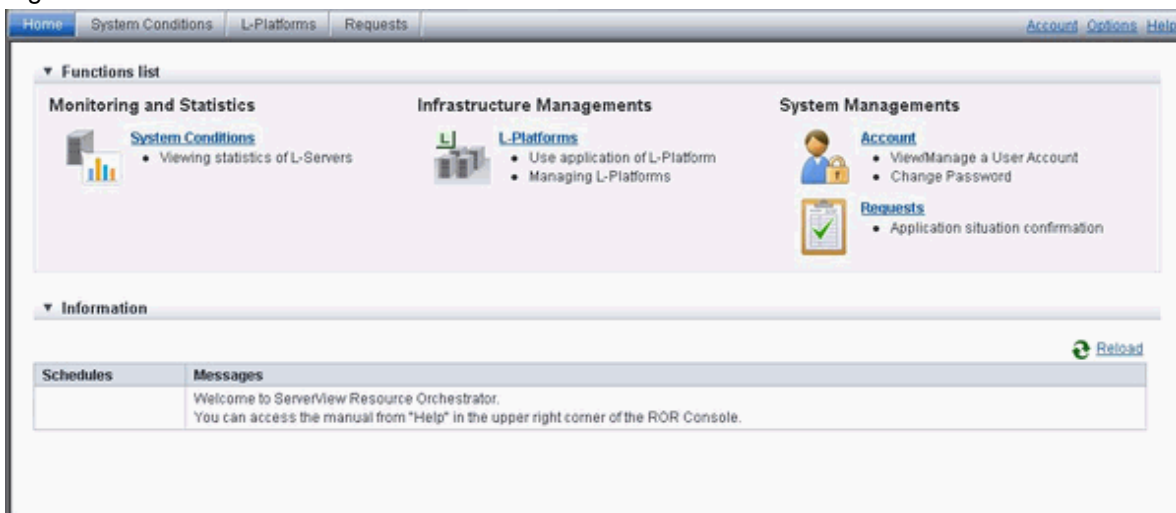 Home System Conditions L-Platforms Requests Account Options Help
Functions list
Monitoring and Statistics
System Conditions
• Viewing statistics of L-Servers
Infrastructure Managements
L
L-Platforms
• Use application of L-Platform
• Managing L-Platforms
System Managements
Account
• View/Manage a User Account
• Change Password
Requests
• Application situation confirmation
Information
Reload
Schedules Messages
Welcome to ServerView Resource Orchestrator.
You can access the manual from "Help" in the upper right corner of the ROR Console.